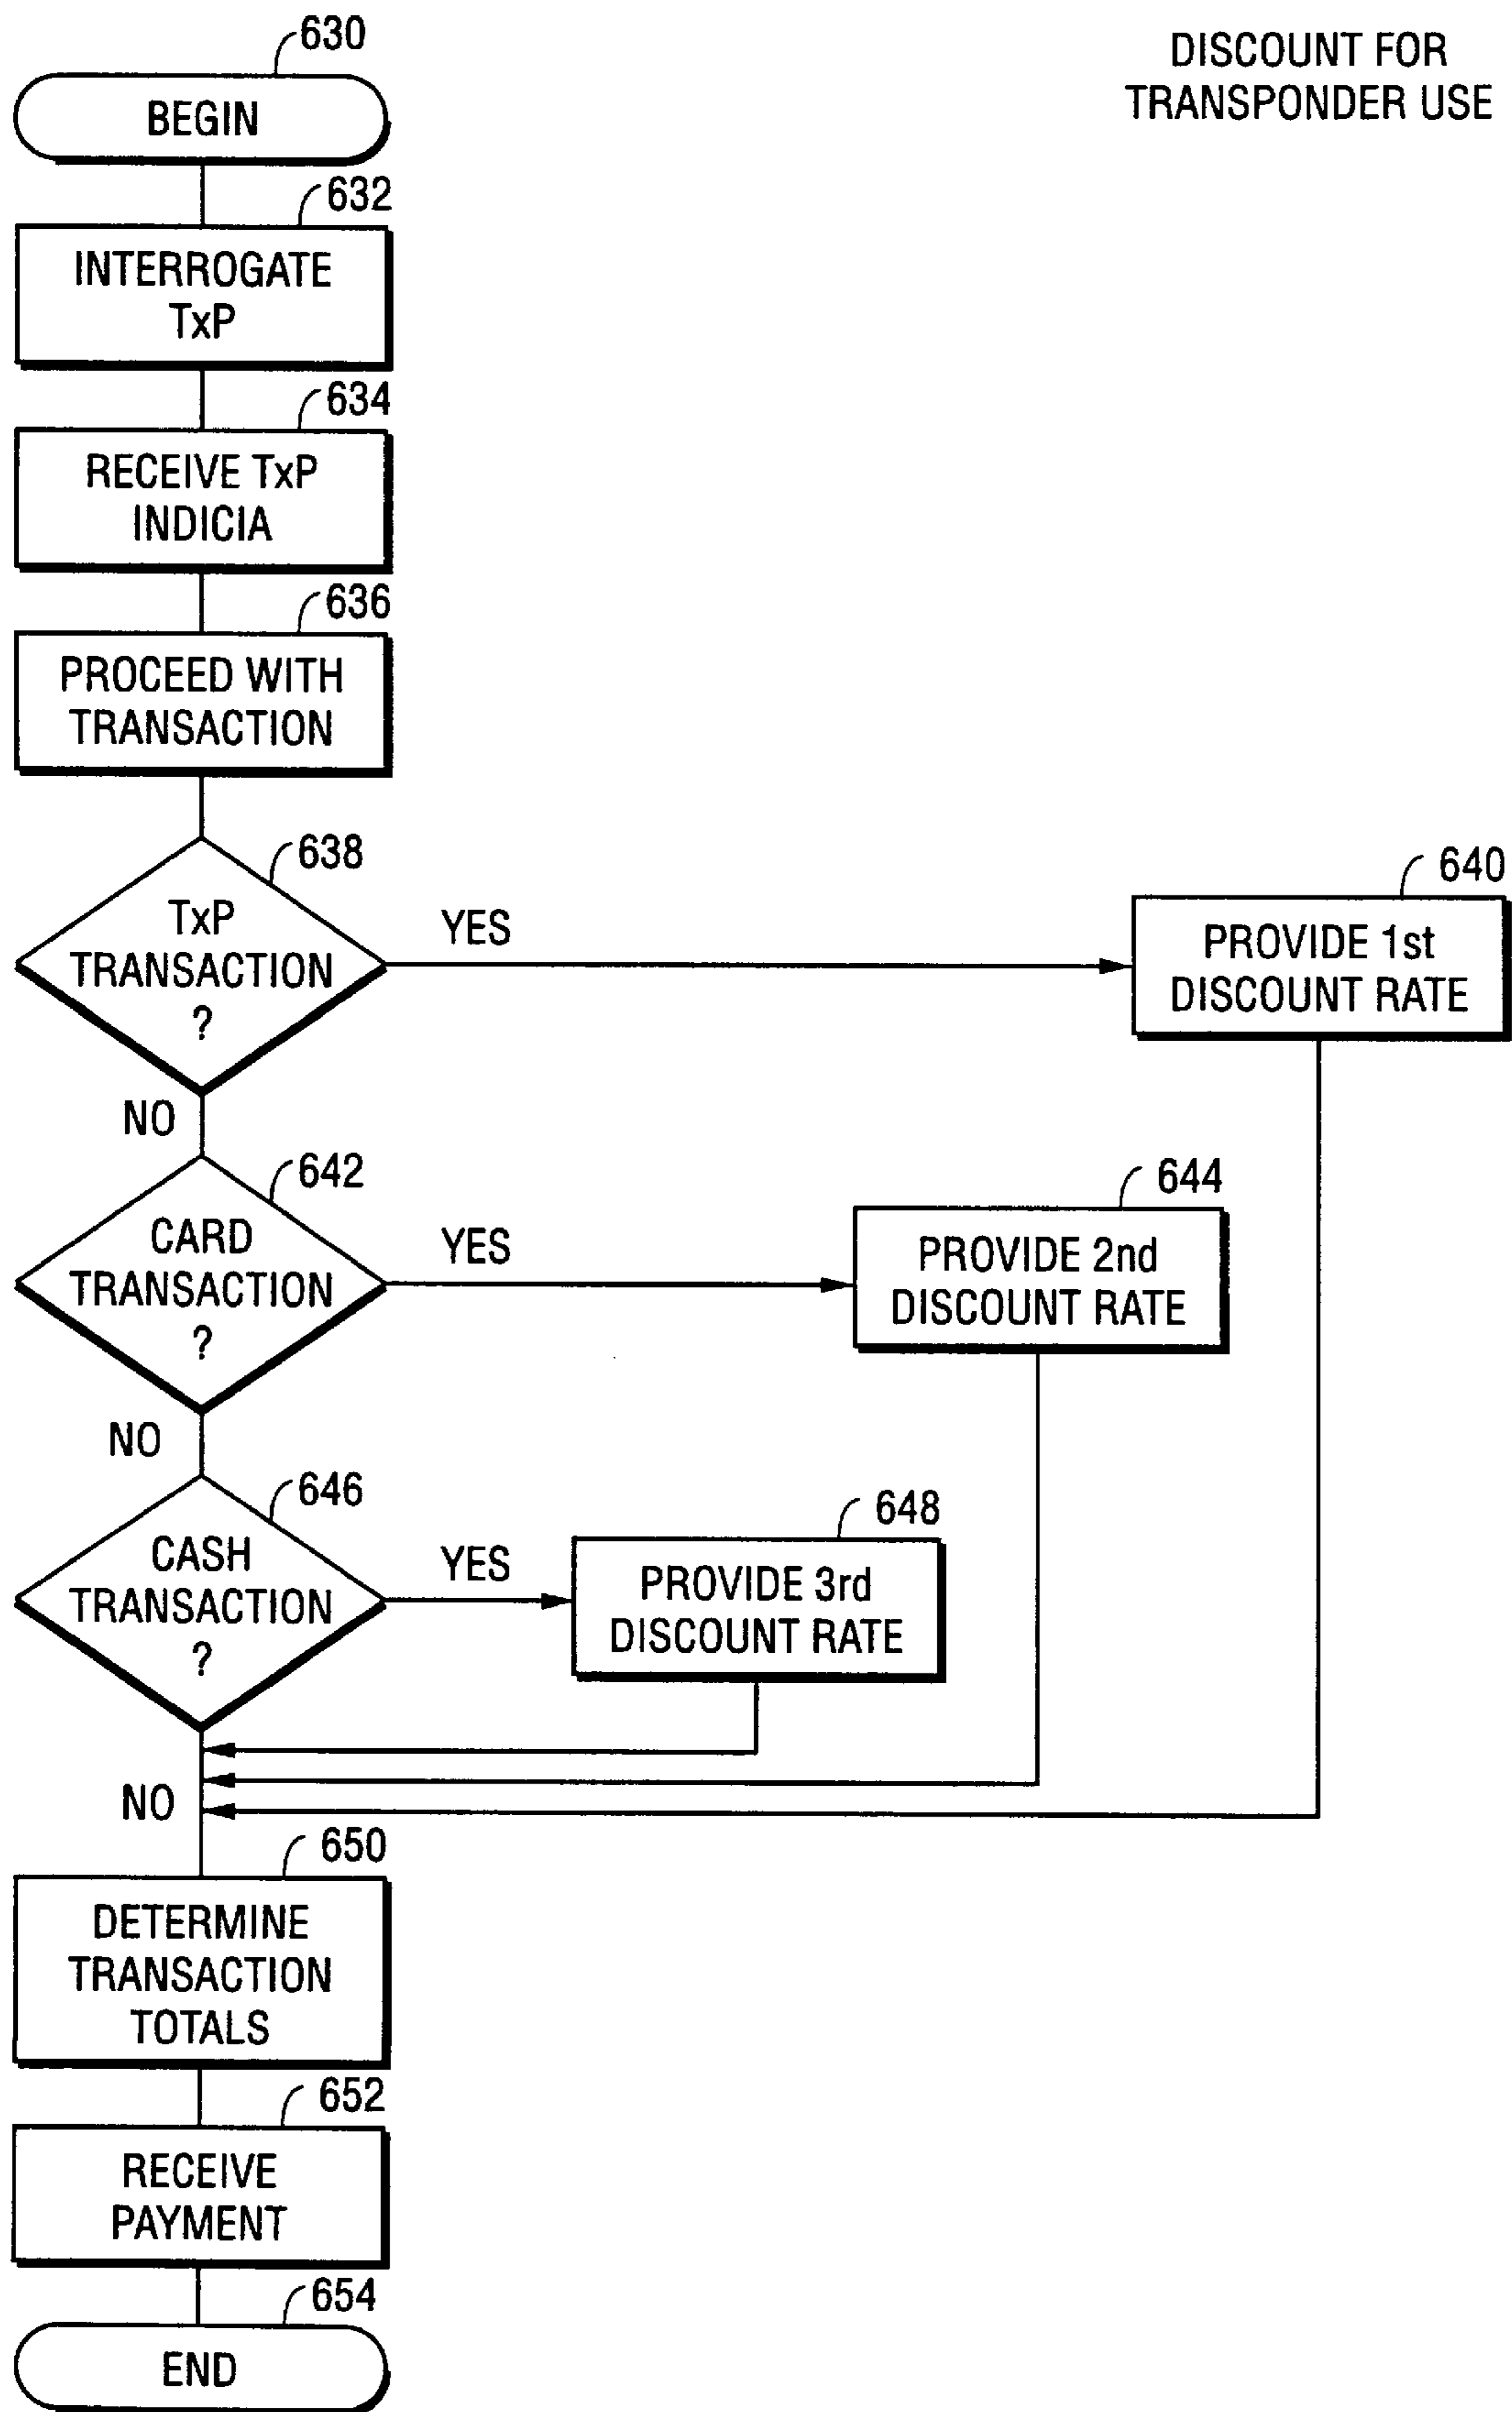 630
DISCOUNT FOR
TRANSPONDER USE
BEGIN
632
INTERROGATE
TxP
634
RECEIVE TxP
INDICIA
636
PROCEED WITH
TRANSACTION
638
TxP
TRANSACTION
?
YES
640
PROVIDE 1st
DISCOUNT RATE
NO
642
CARD
TRANSACTION
?
YES
644
PROVIDE 2nd
DISCOUNT RATE
NO
646
CASH
TRANSACTION
?
YES
648
PROVIDE 3rd
DISCOUNT RATE
NO
650
DETERMINE
TRANSACTION
TOTALS
652
RECEIVE
PAYMENT
654
END